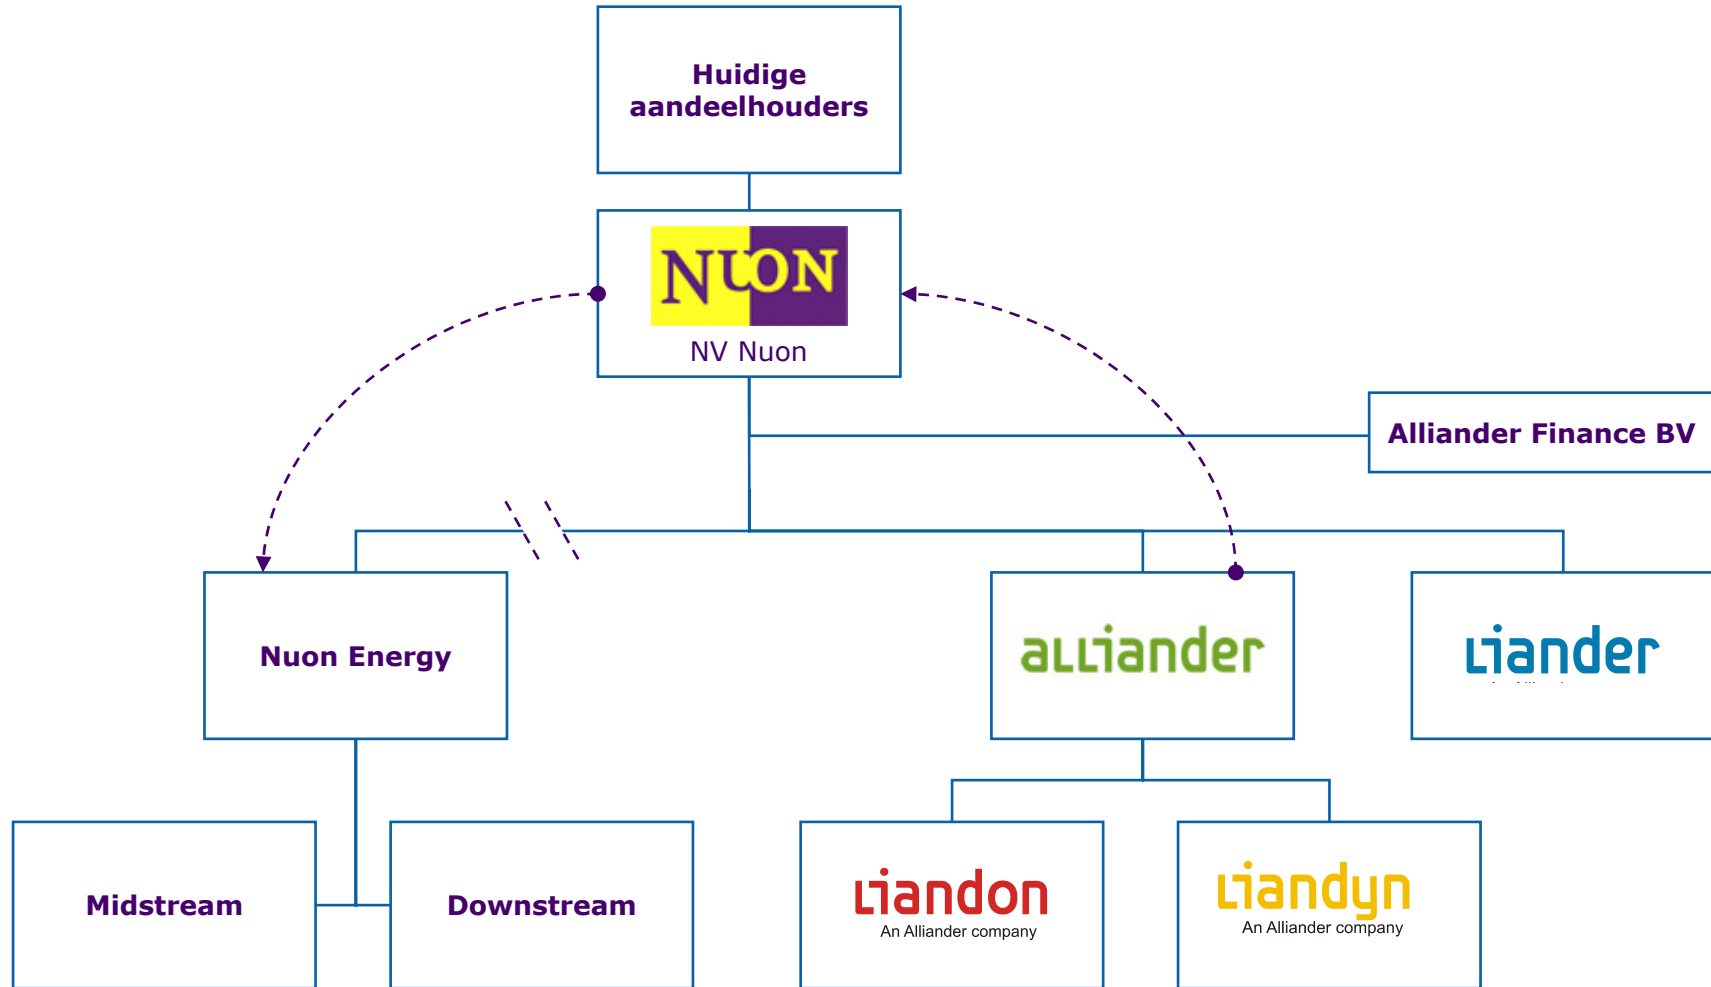 Huidige
aandeelhouders
NUON
NV Nuon
Alliander Finance BV
Nuon Energy
alliander
Liander
Midstream
Downstream
Liandon
An Alliander company
Liandyn
An Alliander company